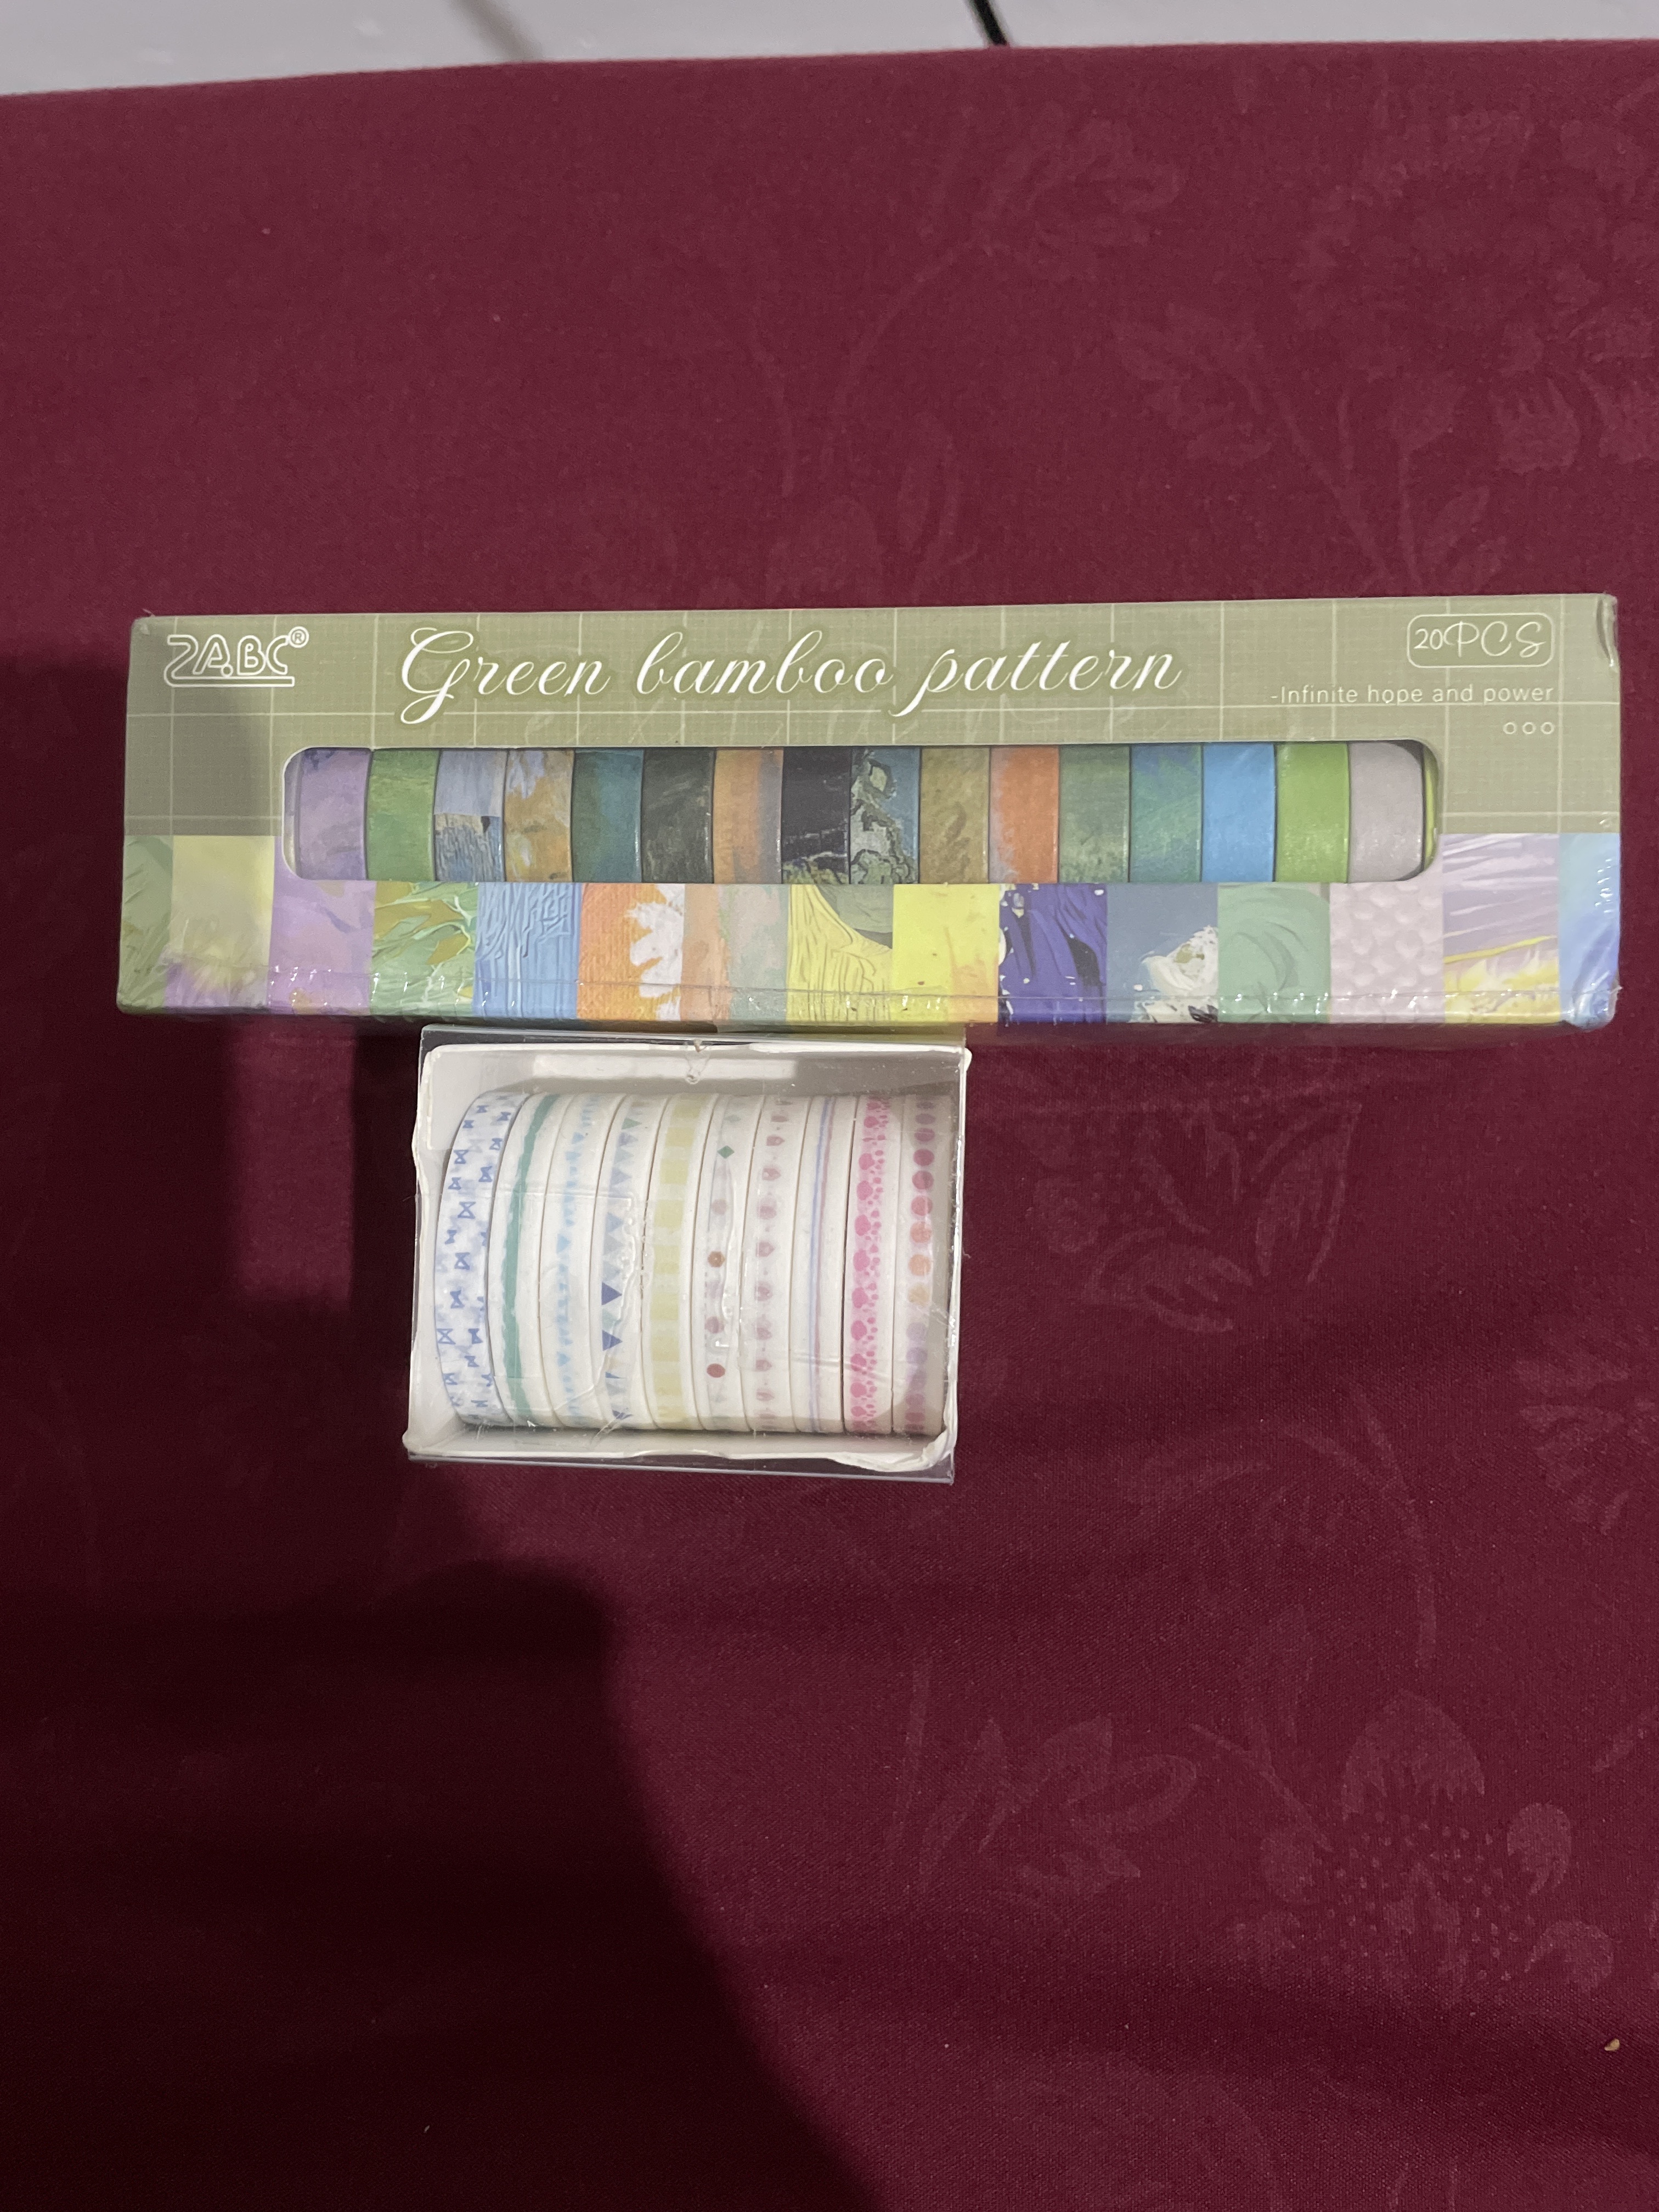 ZABC®
Green bamboo pattern
20PCS
-Infinite hope and power